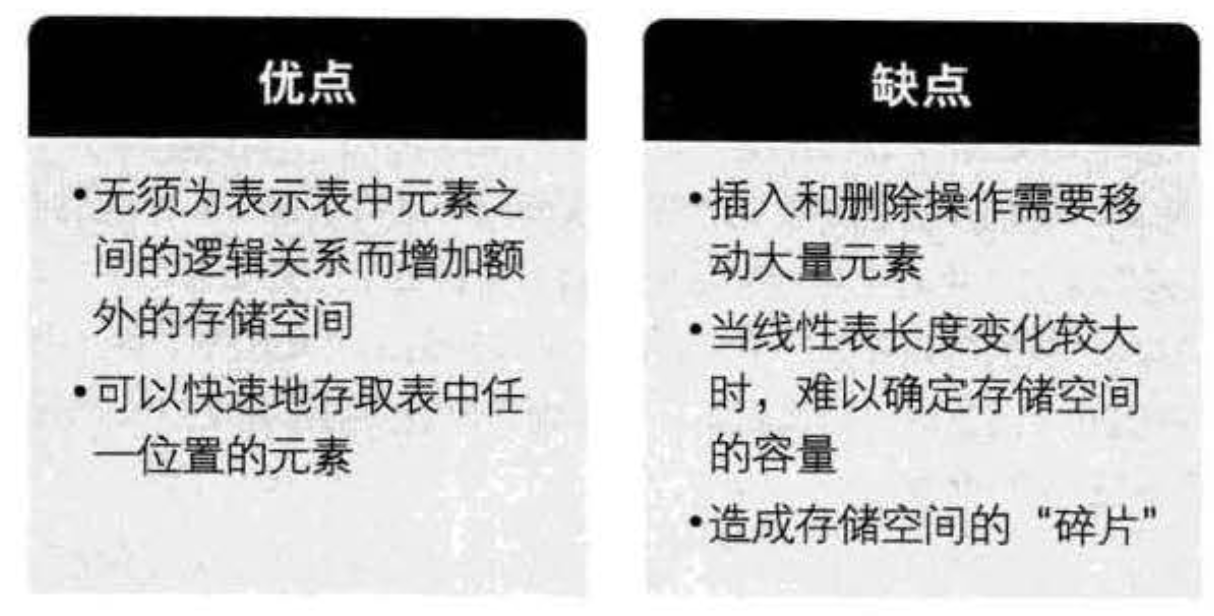 优点
•无须为表示表中元素之
间的逻辑关系而增加额
外的存储空间
•可以快速地存取表中任
一位置的元素
缺点
•插入和删除操作需要移
动大量元素
•当线性表长度变化较大
时，难以确定存储空间
的容量
•造成存储空间的“碎片”